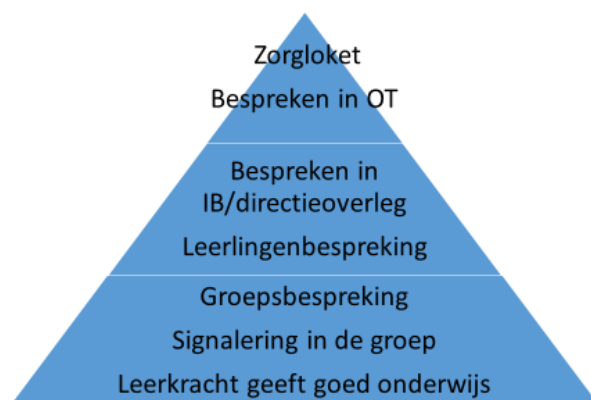 Zorgloket
Bespreken in OT
Bespreken in
IB/directieoverleg
Leerlingenbespreking
Groepsbespreking
Signalering in de groep
Leerkracht geeft goed onderwijs